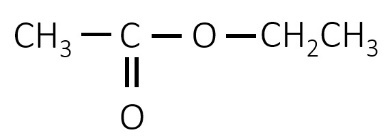 CH₃ — C — O — CH₂CH₃
O